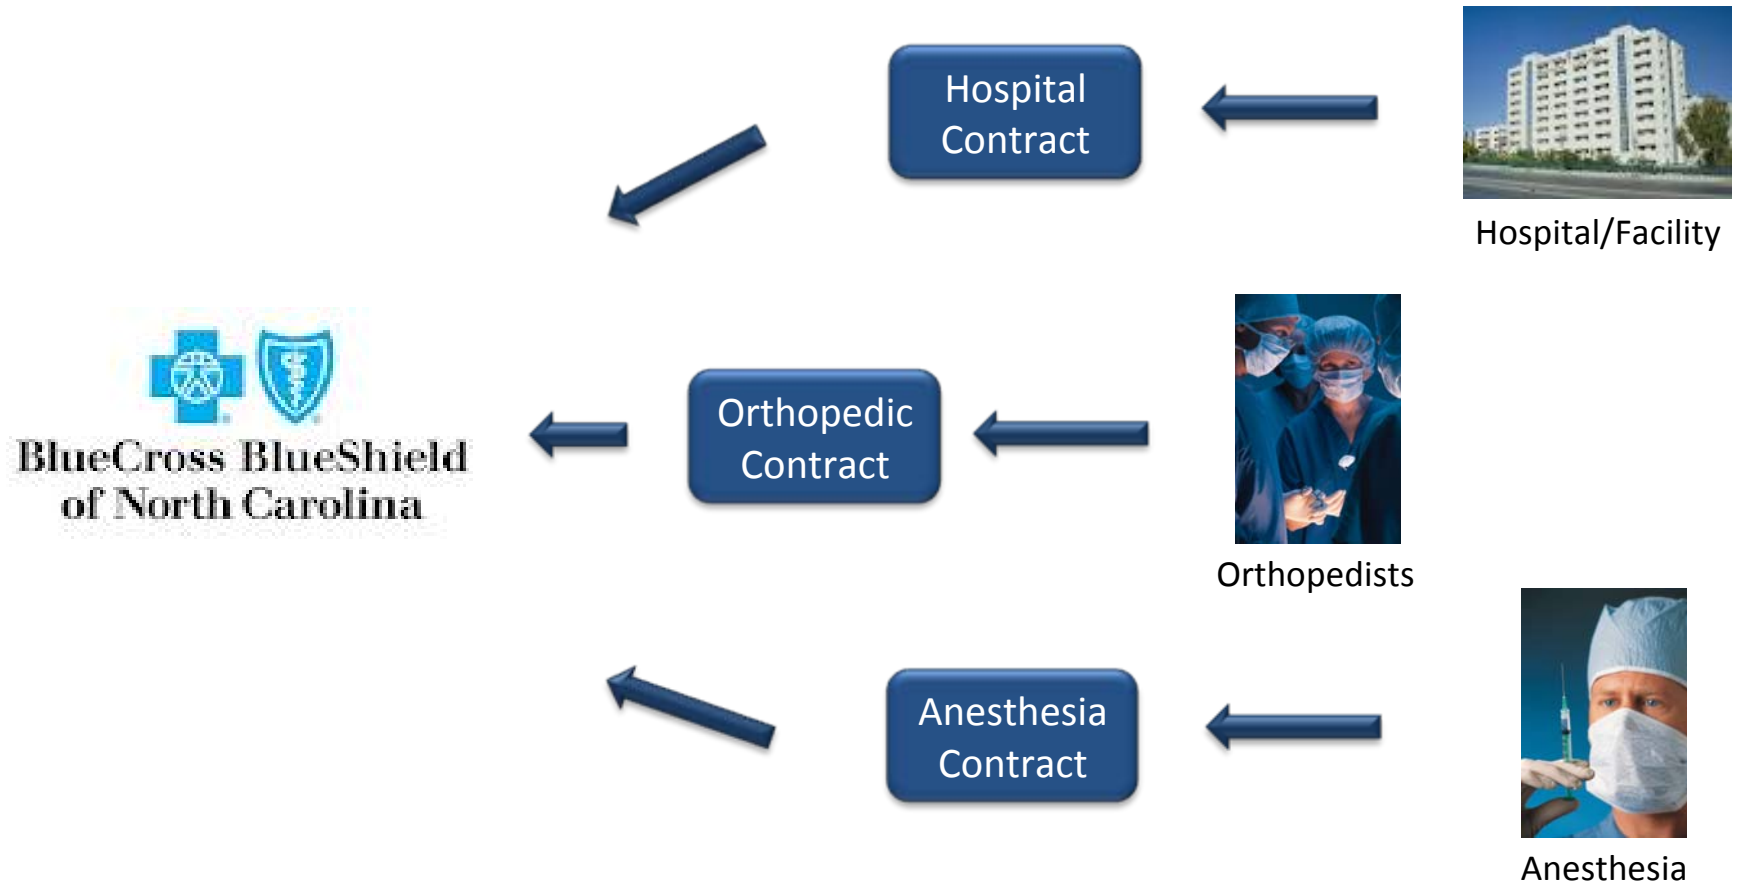 Hospital
Contract
Hospital/Facility
BlueCross BlueShield
of North Carolina
Orthopedic
Contract
Orthopedists
Anesthesia
Contract
Anesthesia